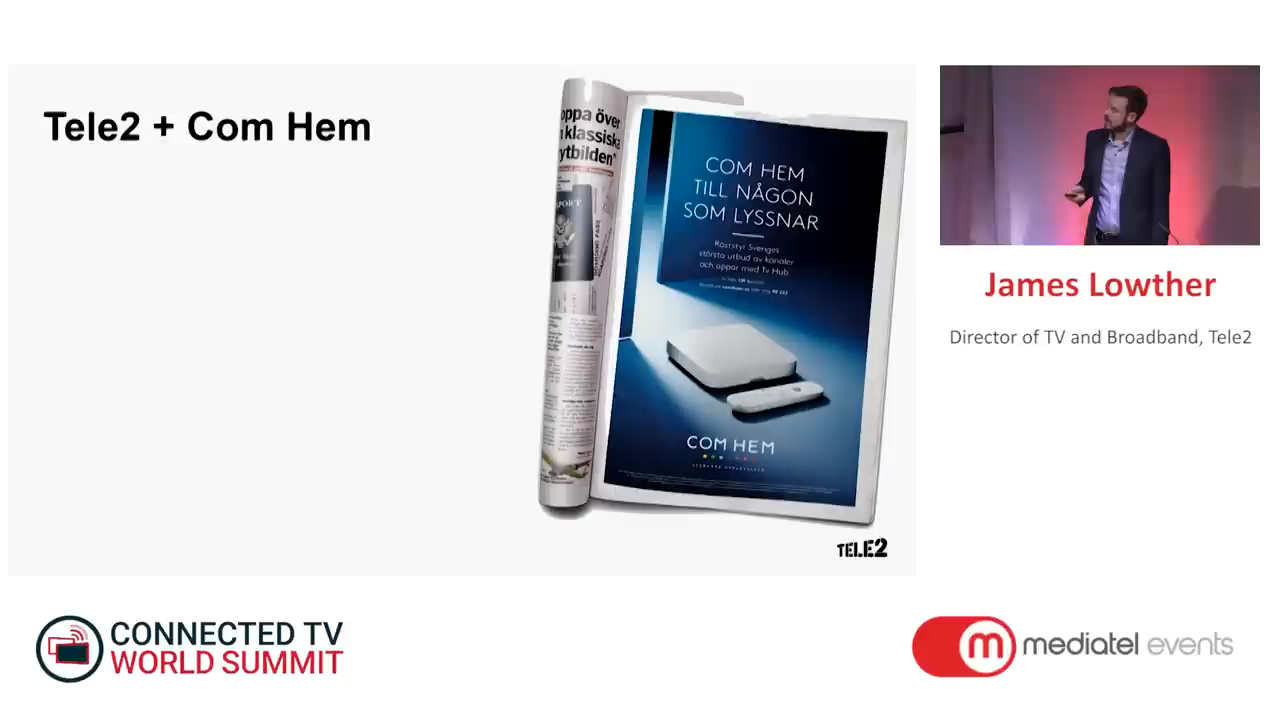 Tele2 + Com Hem
oppa över
klassiska
ytbilden"
COM HEM
TILL NÅGON
SOM LYSSNAR
Röststyr Sveriges
största utbud av kanaler
och appar med Tv Hub.
COM HEM
TELE2
James Lowther
Director of TV and Broadband, Tele2
CONNECTED TV
WORLD SUMMIT
m mediatel events